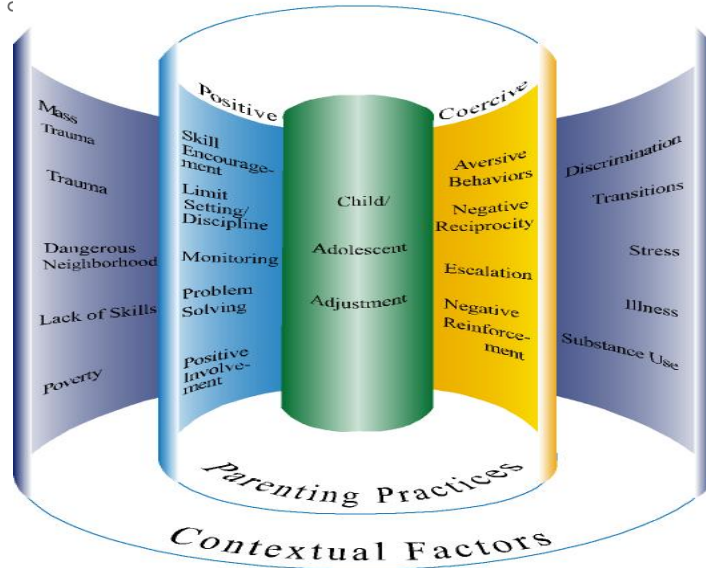 Mass
Trauma
Trauma
Dangerous
Neighborhood
Lack of Skills
Poverty
Positive
Skill
Encourage-
ment
Limit
Setting/
Discipline
Monitoring
Problem
Solving
Positive
Involve-
ment
Child/
Adolescent
Adjustment
Coercive
Aversive
Behaviors
Negative
Reciprocity
Escalation
Negative
Reinforce-
ment
Discrimination
Transitions
Stress
Illness
Substance Use
Parenting Practices
Contextual Factors